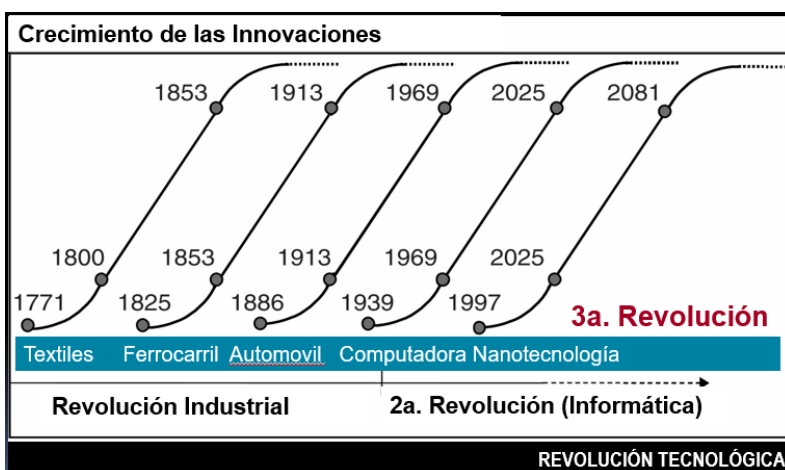 Crecimiento de las Innovaciones
1853 1913 1969 2025 2081
1800 1853 1913 1969 2025
1771 1825 1886 1939 1997
3a. Revolución
Textiles Ferrocarril Automovil Computadora Nanotecnología
Revolución Industrial 2a. Revolución (Informática)
REVOLUCIÓN TECNOLÓGICA